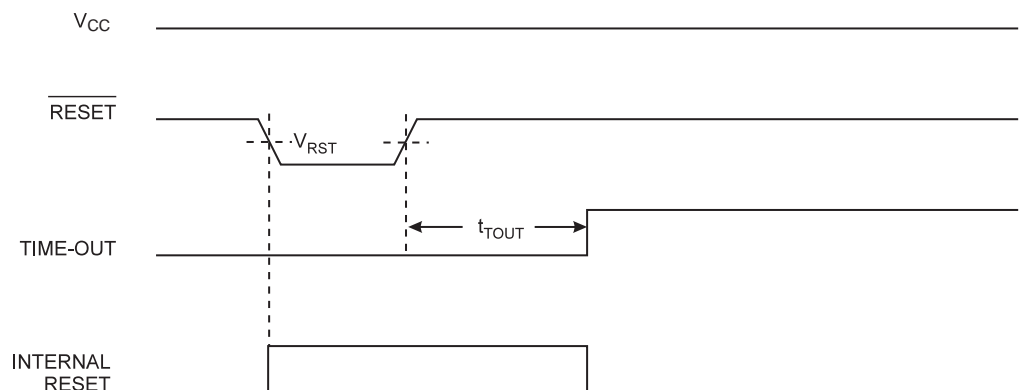 VCC
RESET
VRST
tTOUT
TIME-OUT
INTERNAL
RESET